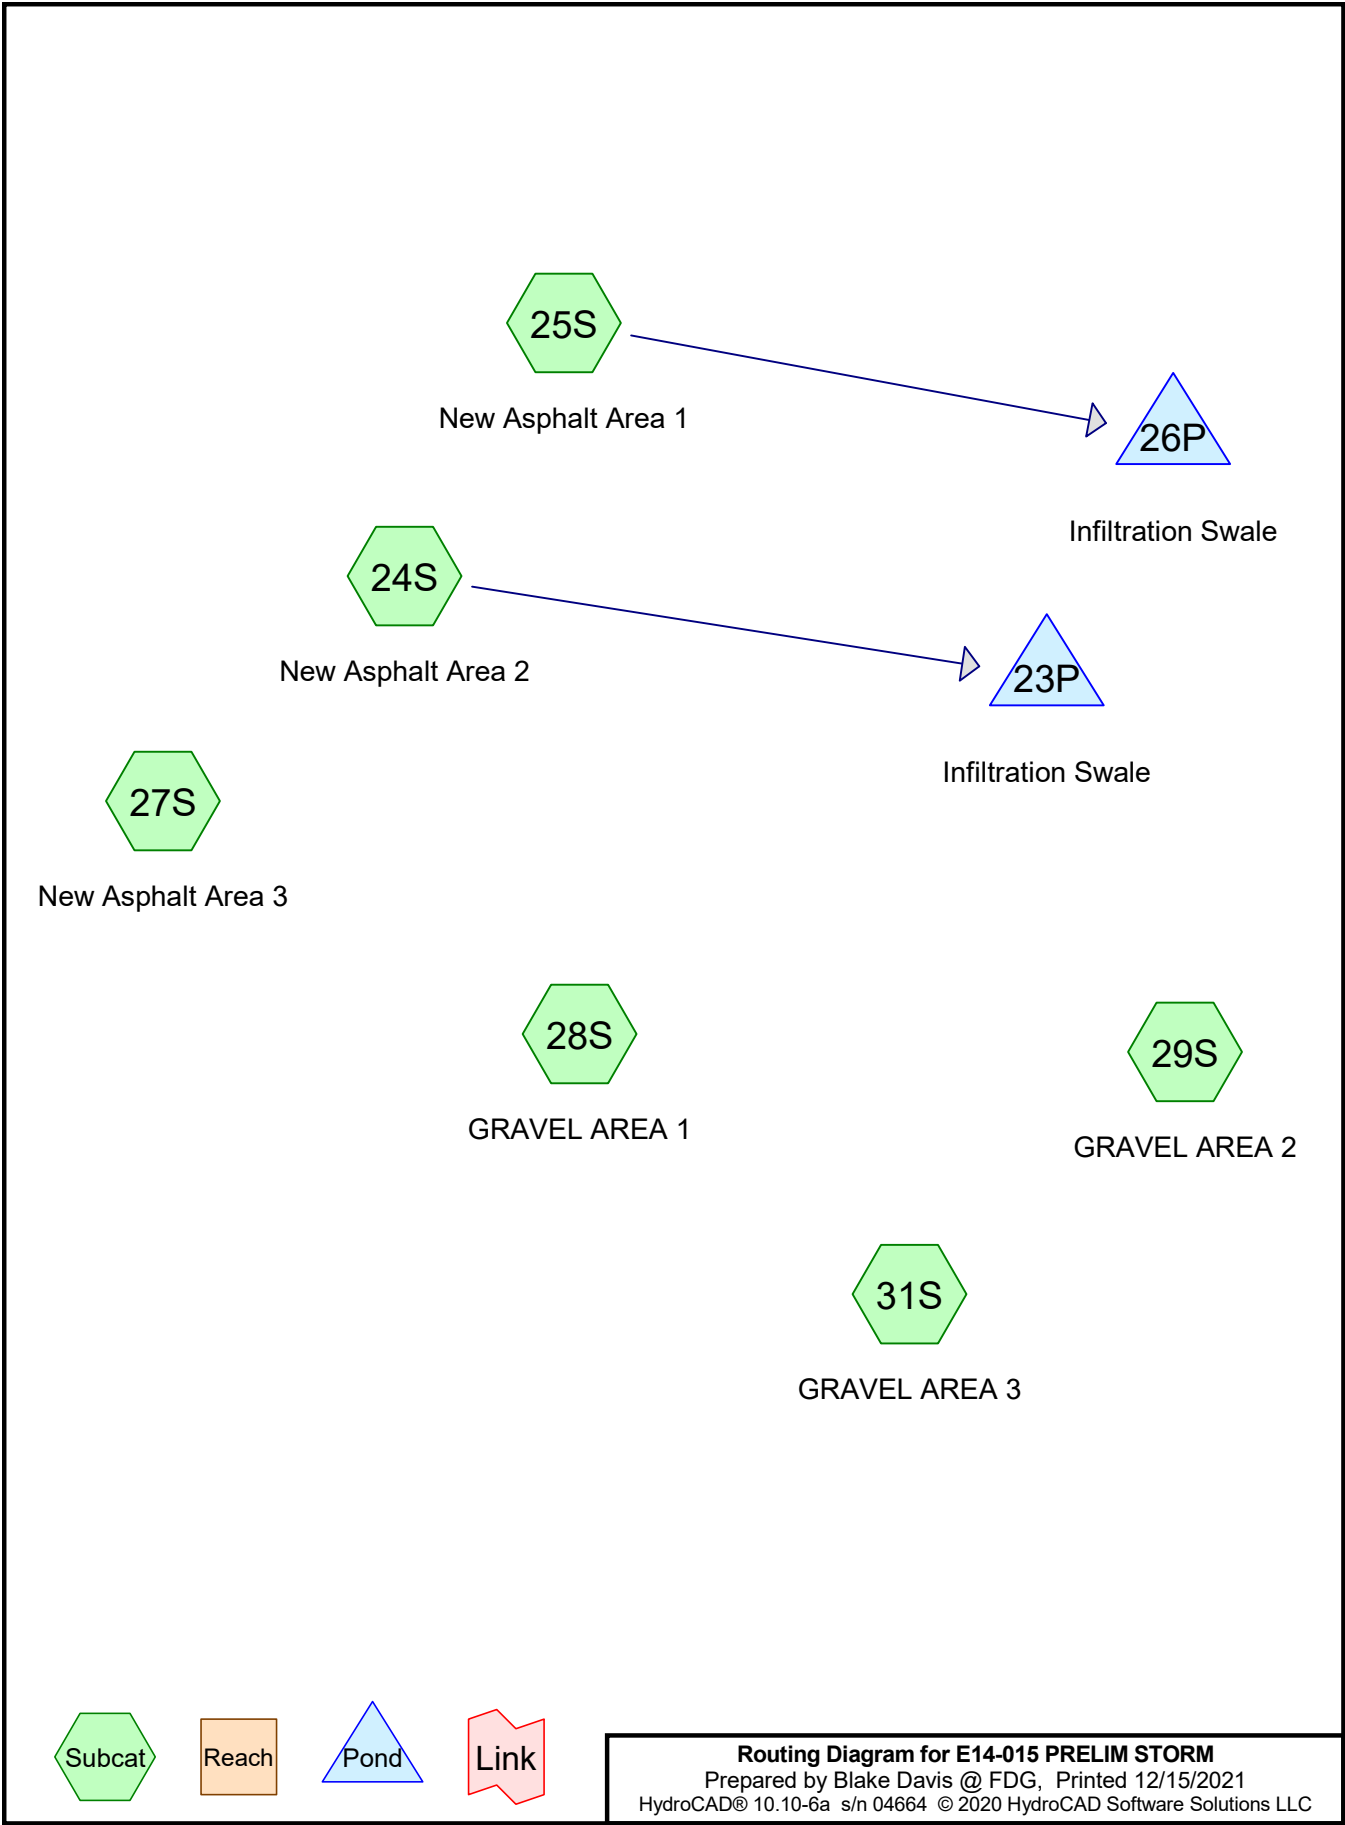 25S
New Asphalt Area 1
26P
Infiltration Swale
24S
New Asphalt Area 2
23P
Infiltration Swale
27S
New Asphalt Area 3
28S
GRAVEL AREA 1
29S
GRAVEL AREA 2
31S
GRAVEL AREA 3
Subcat
Reach
Pond
Link
Routing Diagram for E14-015 PRELIM STORM
Prepared by Blake Davis @ FDG, Printed 12/15/2021
HydroCAD® 10.10-6a s/n 04664 © 2020 HydroCAD Software Solutions LLC